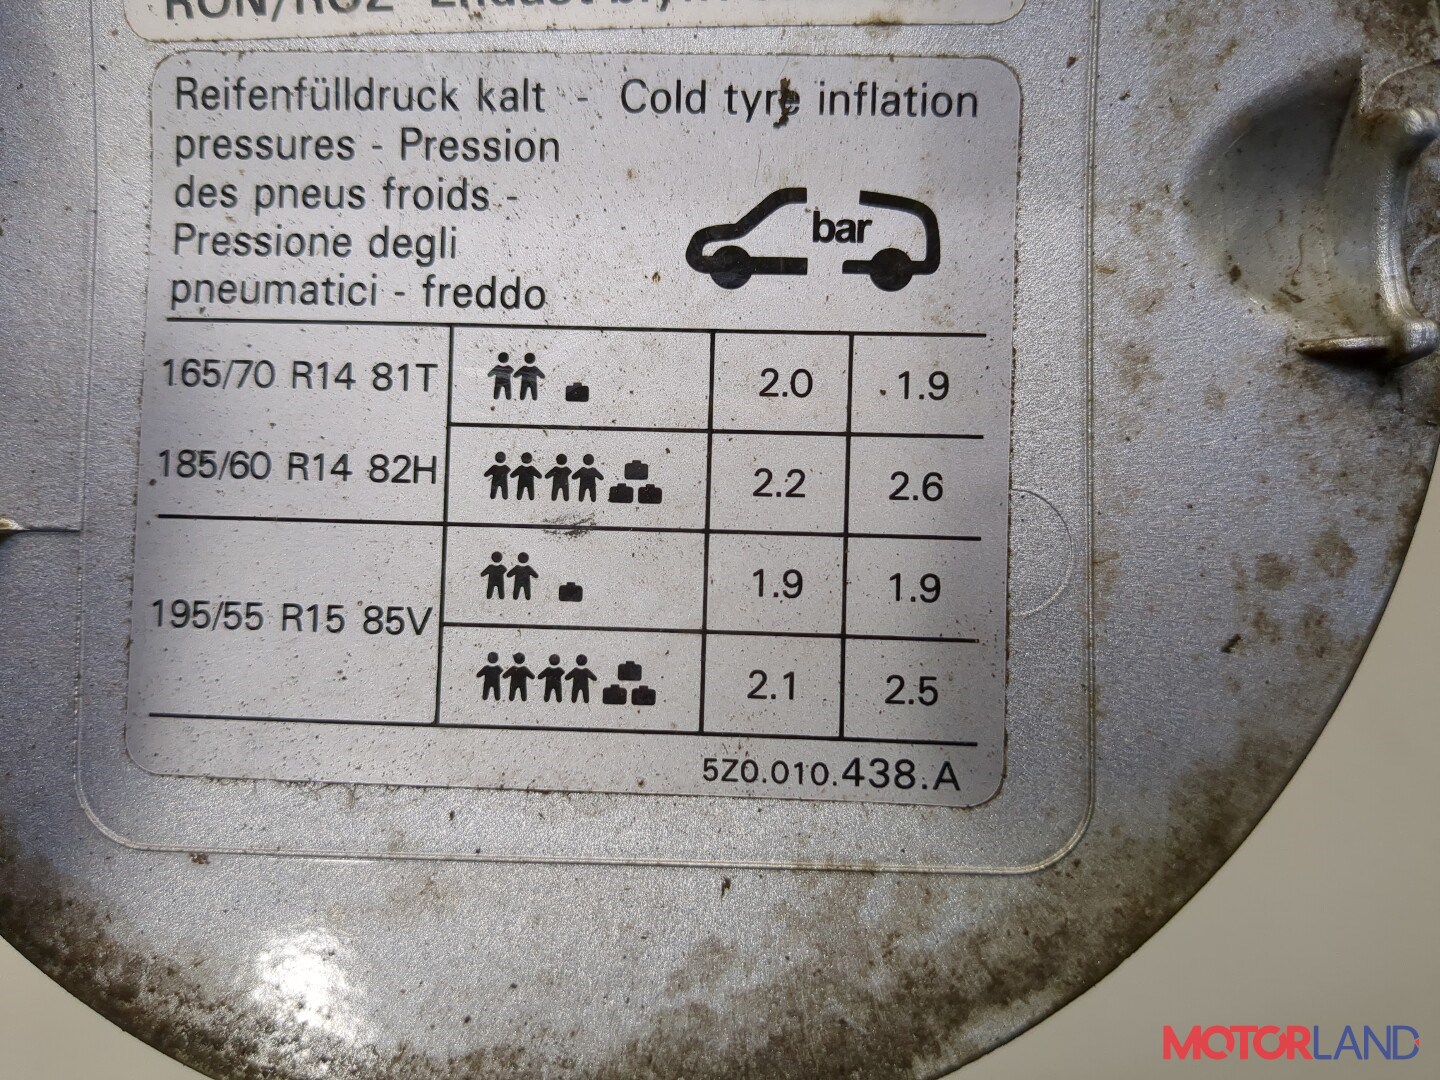 RON/ROZ
Reifenfülldruck kalt - Cold tyre inflation
pressures - Pression
des pneus froids -
Pressione degli
pneumatici - freddo
bar
165/70 R14 81T
2.0 1.9
185/60 R14 82H
2.2 2.6
1.9 1.9
195/55 R15 85V
2.1 2.5
5Z0.010.438.A
MOTORLAND